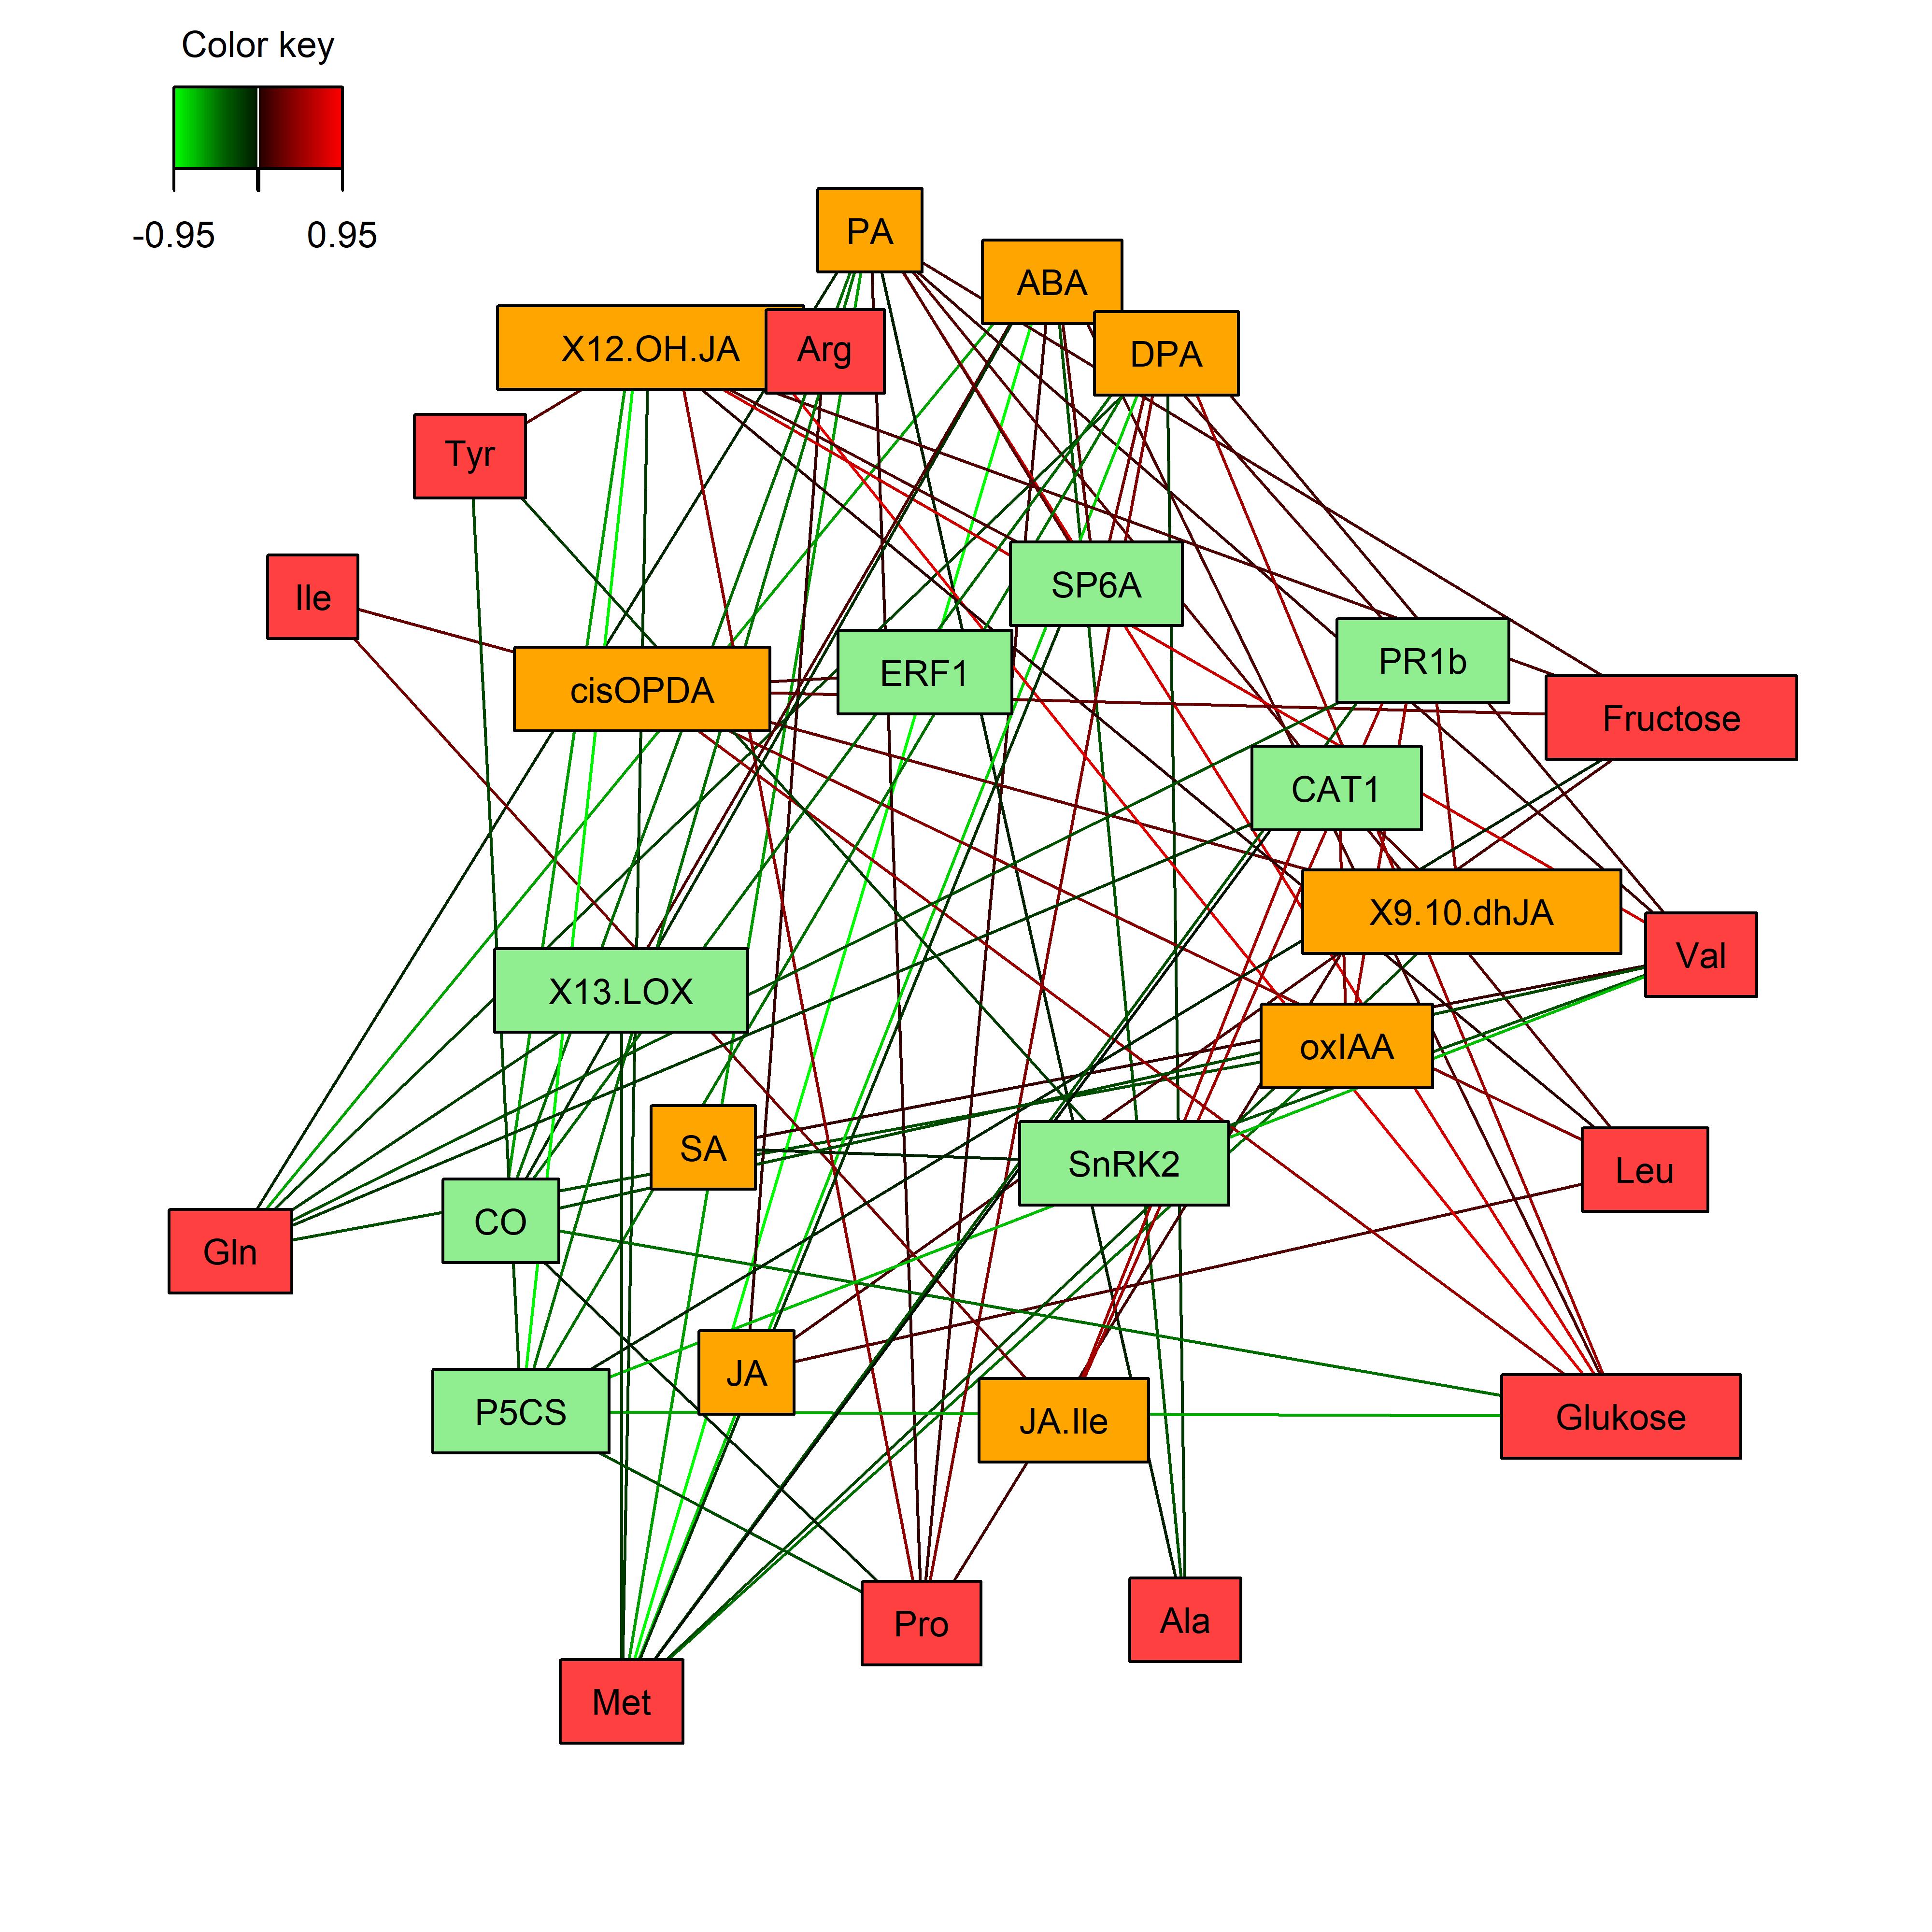 Color key
-0.95 0.95
PA
ABA
X12.OH.JA
Arg
DPA
Tyr
Ile
SP6A
ERF1
PR1b
cisOPDA
Fructose
CAT1
X9.10.dhJA
Val
X13.LOX
oxIAA
SA
SnRK2
Leu
CO
Gln
JA
P5CS
JA.Ile
Glukose
Pro
Ala
Met